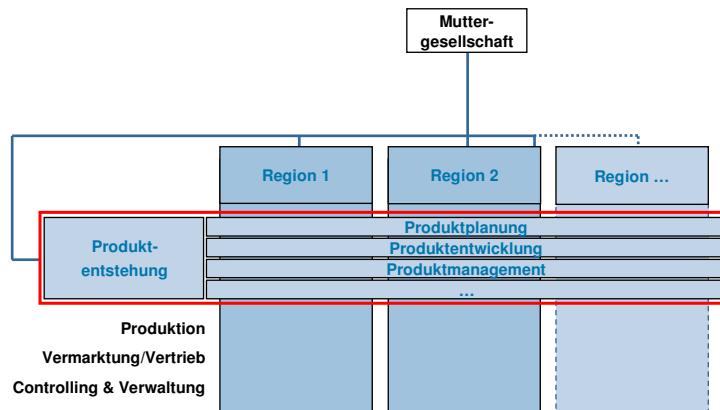 Mutter-
gesellschaft
Region 1
Region 2
Region ...
Produkt-
entstehung
Produktplanung
Produktentwicklung
Produktmanagement
...
Produktion
Vermarktung/Vertrieb
Controlling & Verwaltung